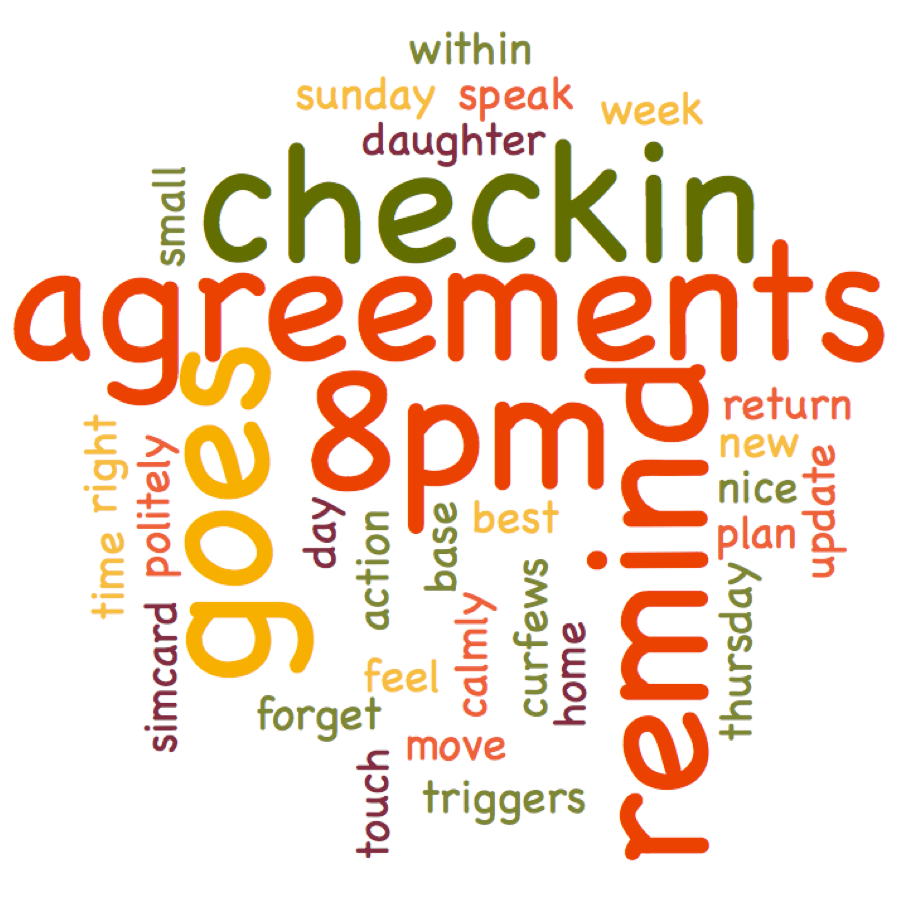 within
sunday speak week
daughter
small
checkin
agreements
goes
8pm
remind
return
new
nice
plan
update
right
time
politely
day
action
base
best
simcard
feel
calmly
curfews
home
thursday
forget
move
touch
triggers